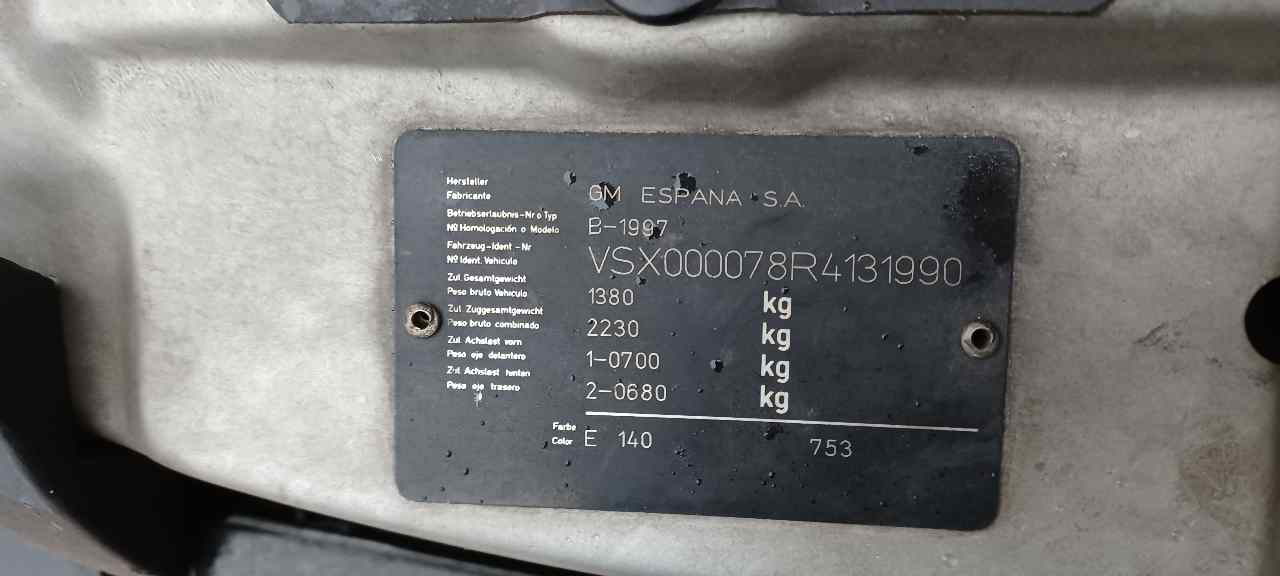 Hersteller
Fabricante GM ESPANA S.A.
Betriebserlaubnis-Nr o Typ
Nº Homologación o Modelo B-1997
Fahrzeug-Ident-Nr
Nº Ident. Vehiculo VSX000078R4131990
Zul. Gesamtgewicht
Peso bruto Vehiculo 1380 kg
Zul. Zuggesamtgewicht
Peso bruto combinado 2230 kg
Zul. Achslast vorn
Peso eje delantero 1-0700 kg
Zul. Achslast hinten
Peso eje trasero 2-0680 kg
Farbe
Color E 140 753